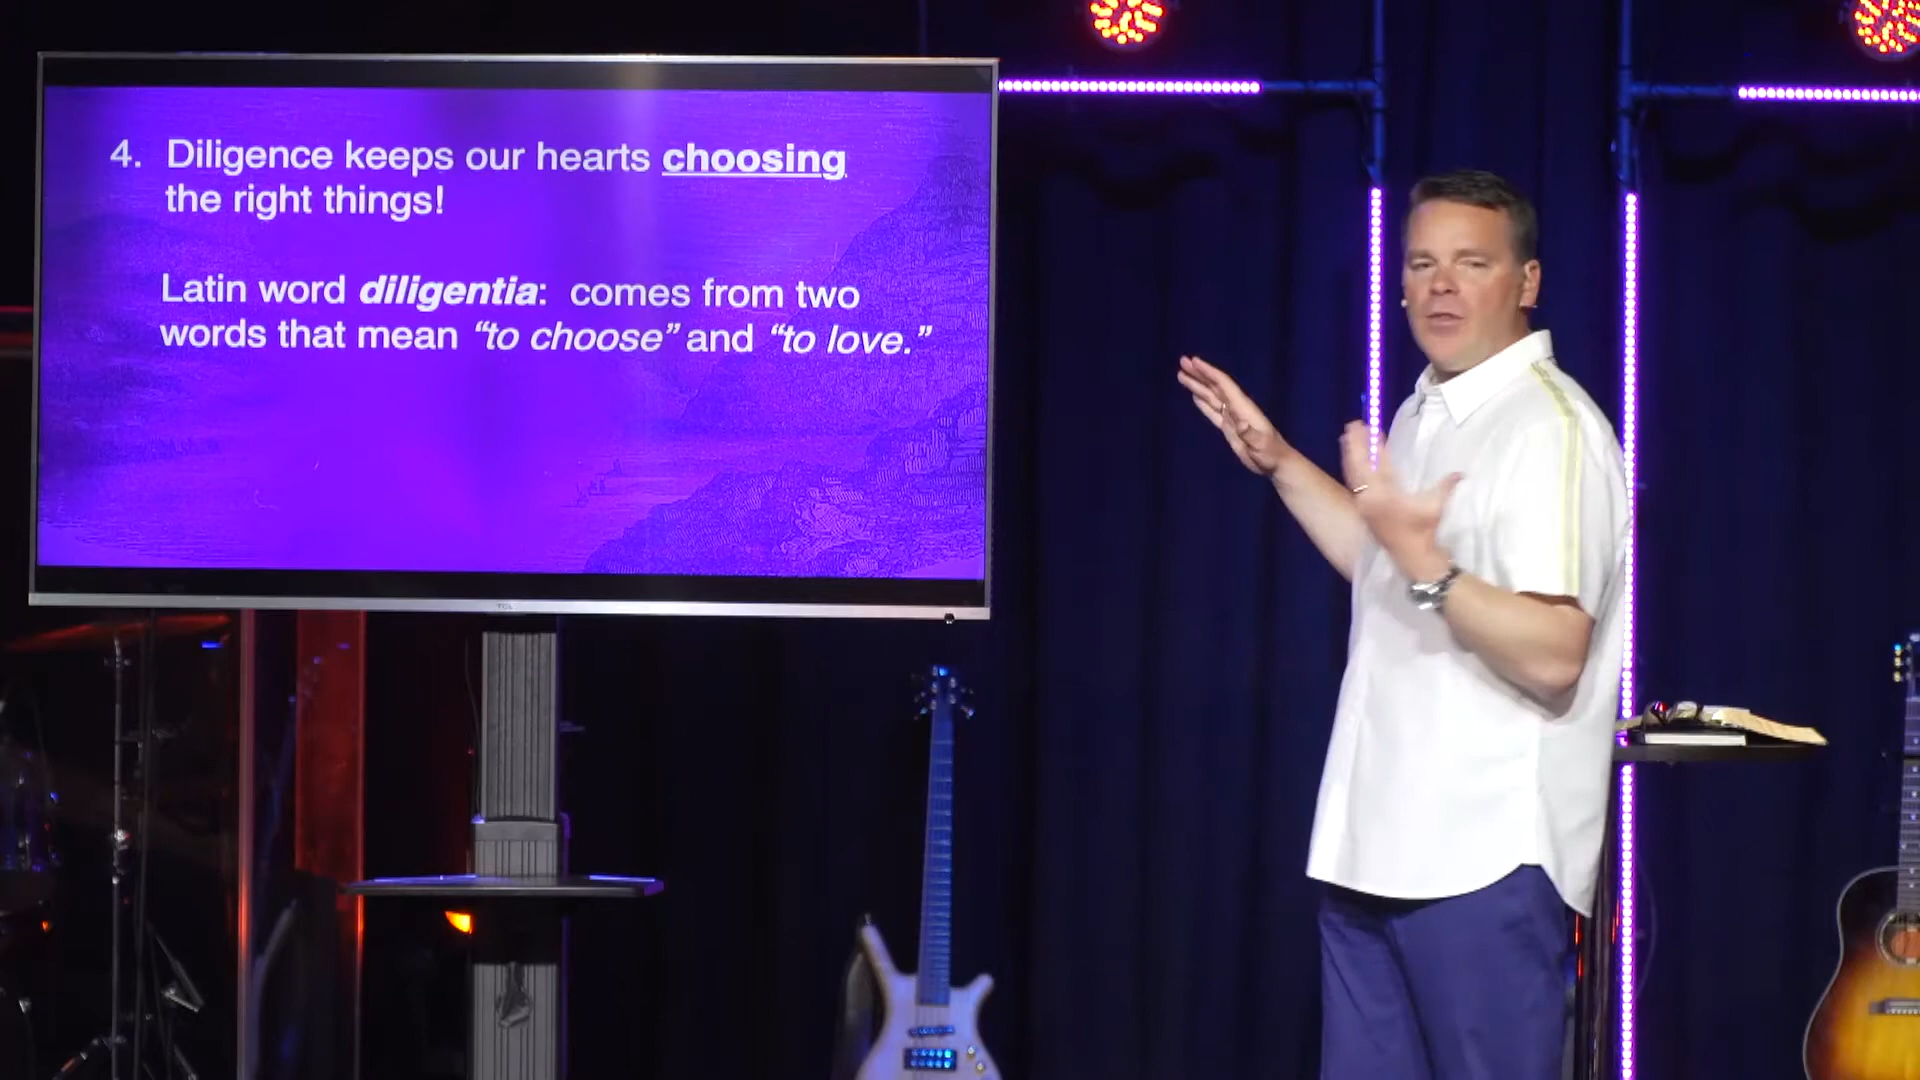 4. Diligence keeps our hearts choosing
the right things!
Latin word diligentia: comes from two
words that mean “to choose” and “to love.”
TCL